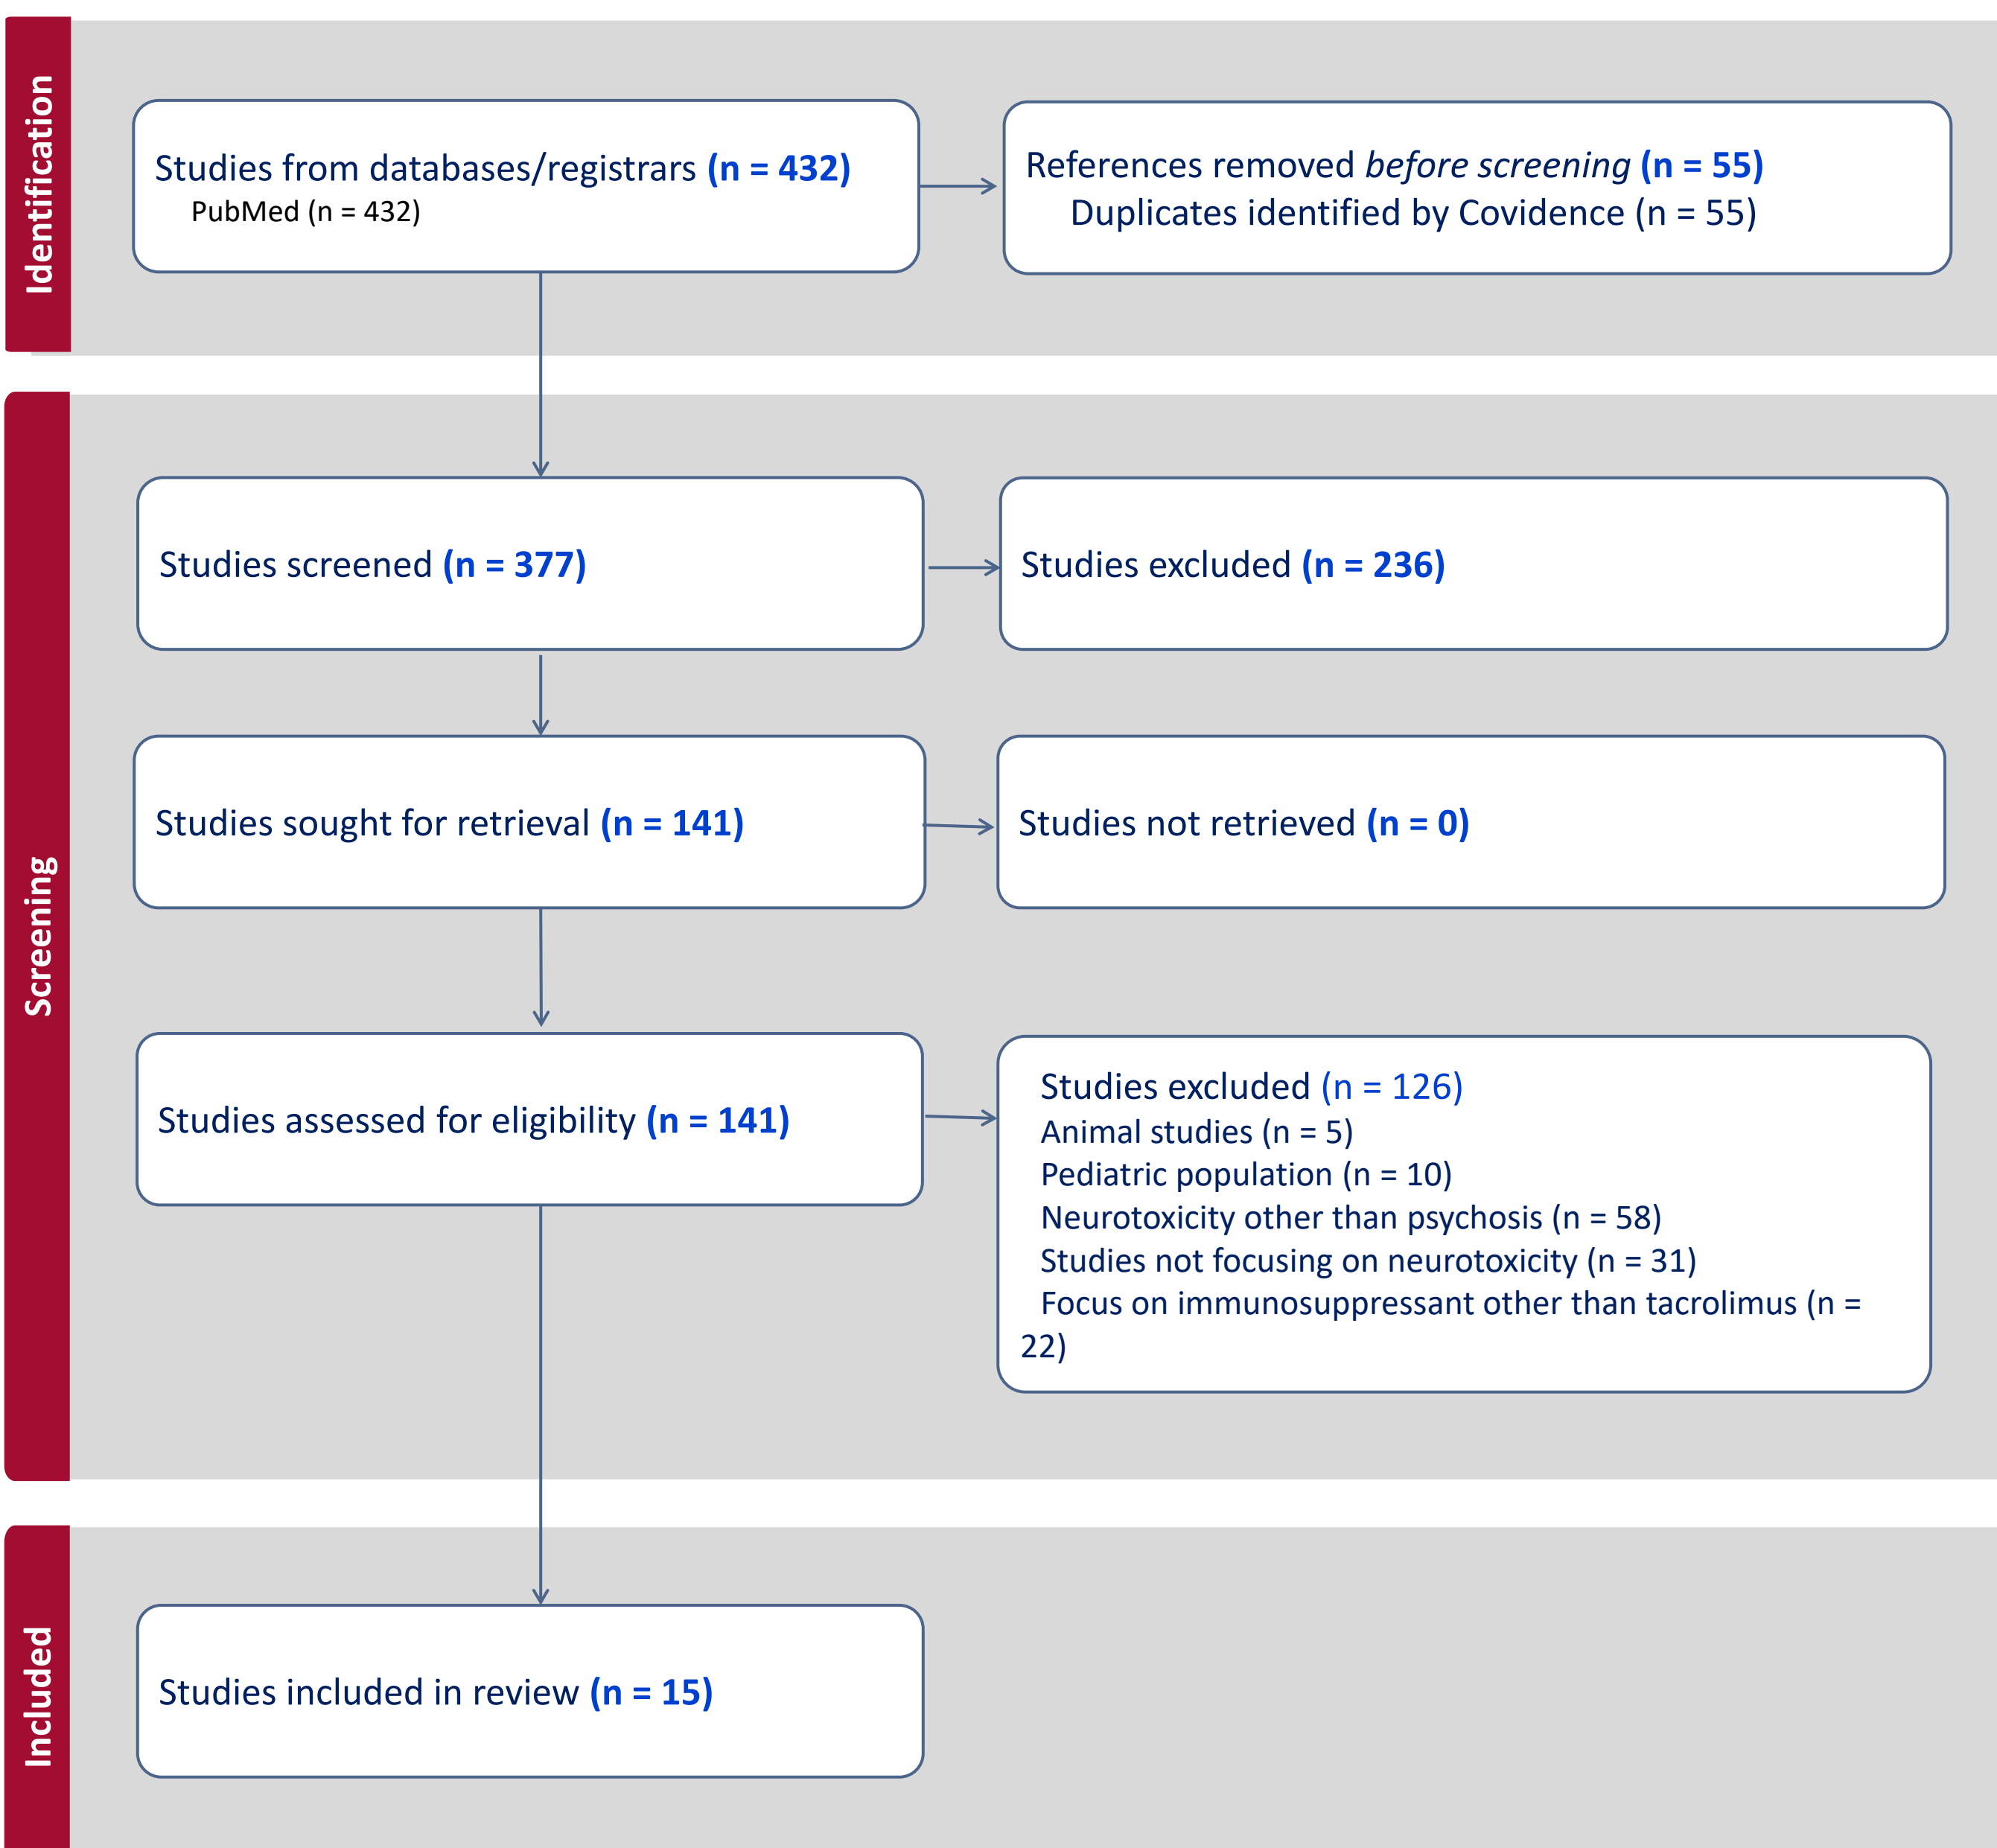 Identification
Studies from databases/registrars (n = 432)
PubMed (n = 432)
References removed before screening (n = 55)
Duplicates identified by Covidence (n = 55)
Screening
Studies screened (n = 377)
Studies excluded (n = 236)
Studies sought for retrieval (n = 141)
Studies not retrieved (n = 0)
Studies assessed for eligibility (n = 141)
Studies excluded (n = 126)
Animal studies (n = 5)
Pediatric population (n = 10)
Neurotoxicity other than psychosis (n = 58)
Studies not focusing on neurotoxicity (n = 31)
Focus on immunosuppressant other than tacrolimus (n =
22)
Included
Studies included in review (n = 15)